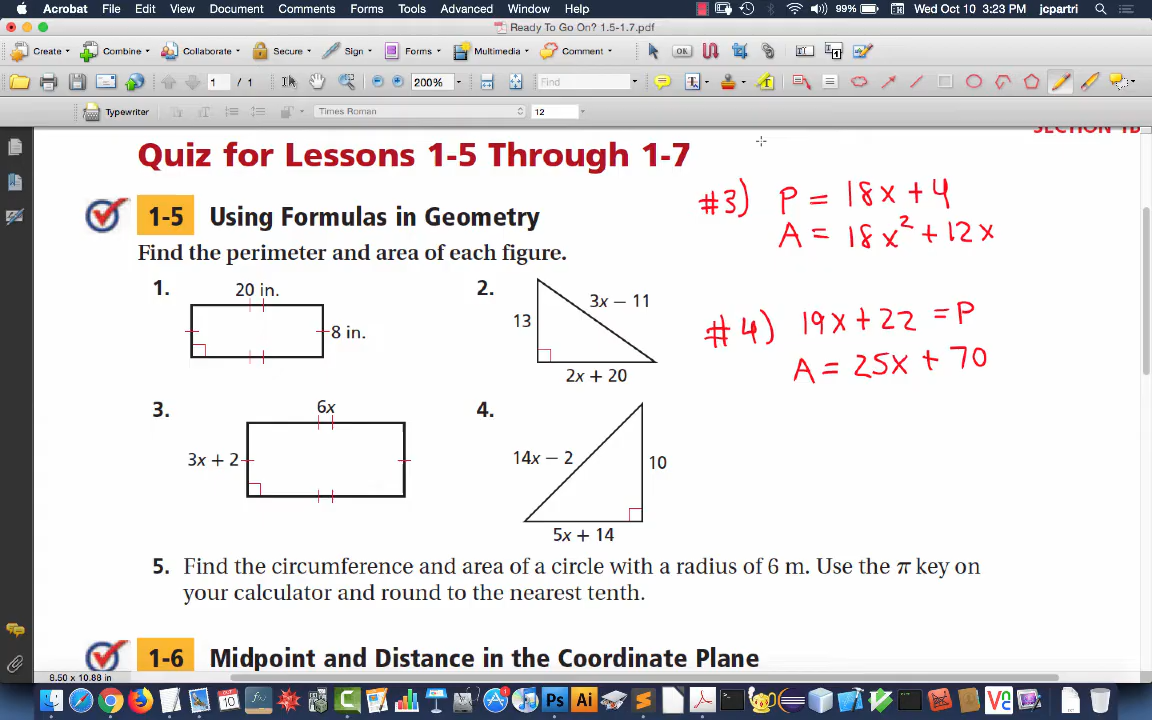 Acrobat File Edit View Document Comments Forms Tools Advanced Window Help 99% Wed Oct 10 3:23 PM jcpartri
Ready To Go On? 1.5-1.7.pdf
Create Combine Collaborate Secure Sign Forms Multimedia Comment
1 / 1 200% Find
Typewriter Times Roman 12
SECTION 1B
Quiz for Lessons 1-5 Through 1-7
1-5 Using Formulas in Geometry
Find the perimeter and area of each figure.
1. 20 in. 8 in.
2. 13 3x − 11 2x + 20
3. 6x 3x + 2
4. 14x − 2 10 5x + 14
#3) P = 18x + 4
A = 18x² + 12x
#4) 19x + 22 = P
A = 25x + 70
5. Find the circumference and area of a circle with a radius of 6 m. Use the π key on
your calculator and round to the nearest tenth.
1-6 Midpoint and Distance in the Coordinate Plane
8.50 x 10.88 in